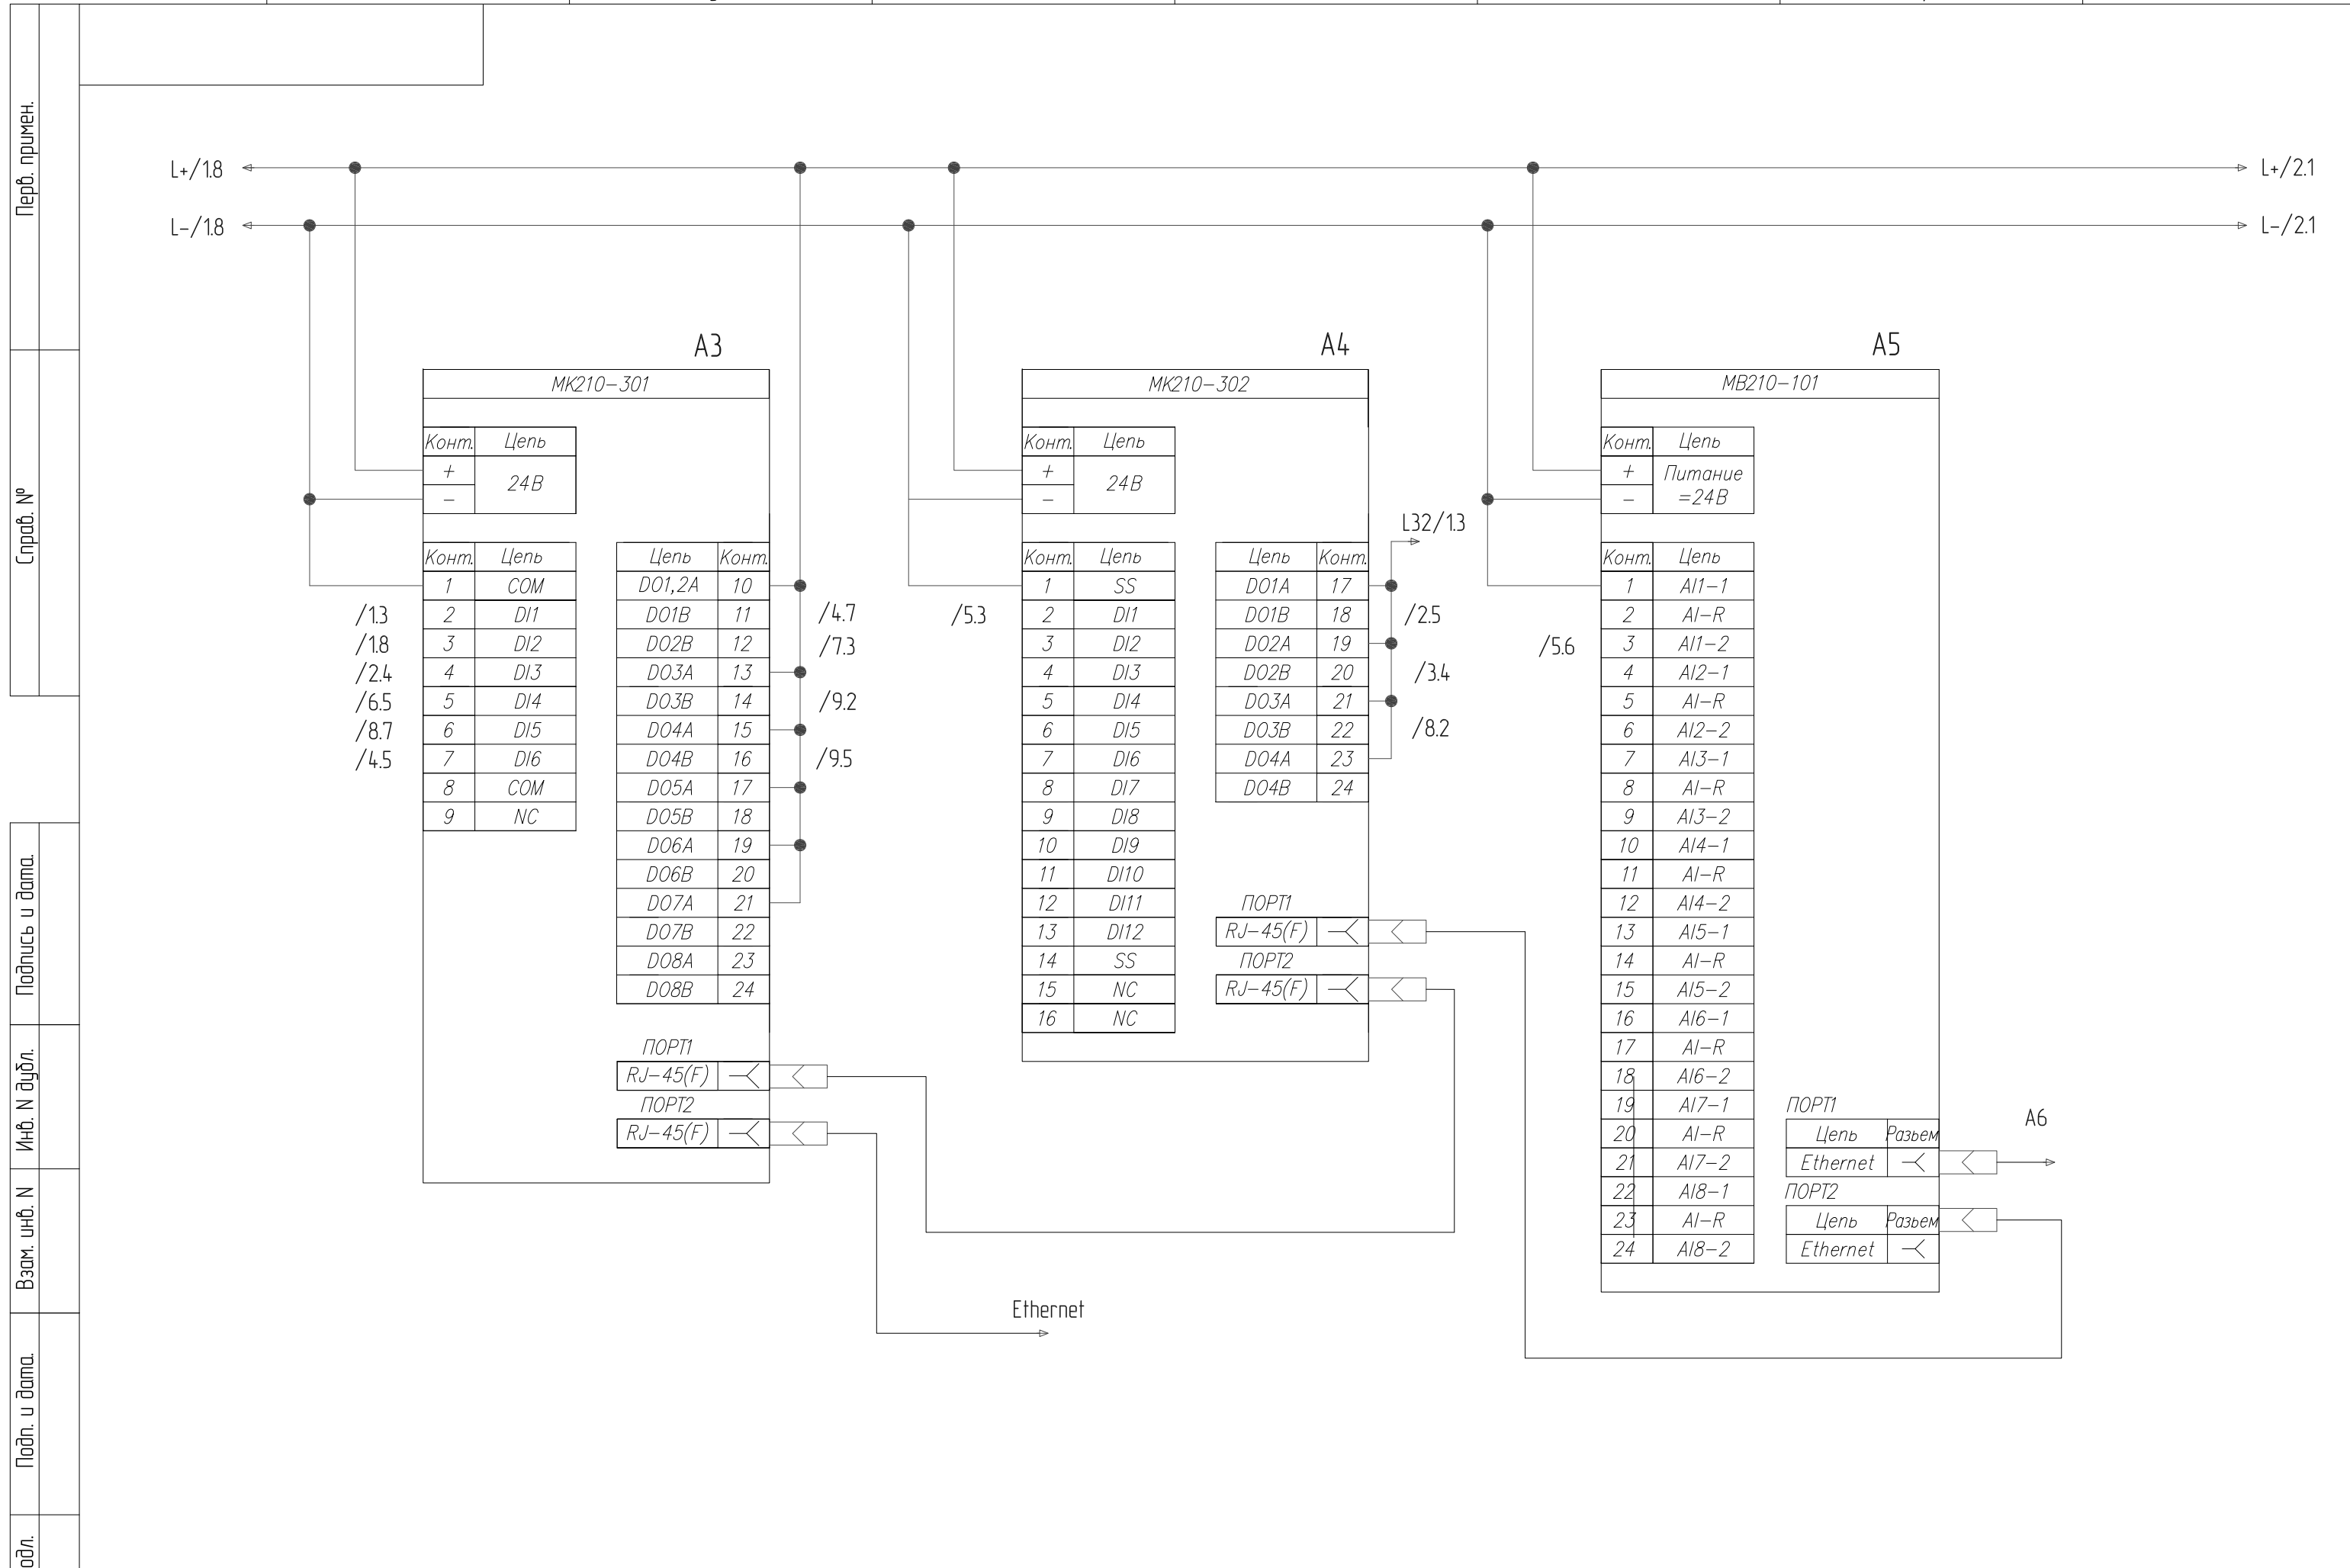 L+/1.8
L+/2.1
L-/1.8
L-/2.1
A3
МК210-301
Конт. Цепь
+ 24В
-
Конт. Цепь
1 COM
/1.3 2 DI1
/1.8 3 DI2
/2.4 4 DI3
/6.5 5 DI4
/8.7 6 DI5
/4.5 7 DI6
8 COM
9 NC
Цепь Конт.
DO1,2A 10
DO1B 11 /4.7
DO2B 12 /7.3
DO3A 13
DO3B 14 /9.2
DO4A 15
DO4B 16 /9.5
DO5A 17
DO5B 18
DO6A 19
DO6B 20
DO7A 21
DO7B 22
DO8A 23
DO8B 24
ПОРТ1
RJ-45(F)
ПОРТ2
RJ-45(F)
Ethernet
A4
МК210-302
Конт. Цепь
+ 24В
-
Конт. Цепь
1 SS
/5.3 2 DI1
3 DI2
4 DI3
5 DI4
6 DI5
7 DI6
8 DI7
9 DI8
10 DI9
11 DI10
12 DI11
13 DI12
14 SS
15 NC
16 NC
L32/1.3
Цепь Конт.
DO1A 17
DO1B 18 /2.5
DO2A 19
DO2B 20 /3.4
DO3A 21
DO3B 22 /8.2
DO4A 23
DO4B 24
ПОРТ1
RJ-45(F)
ПОРТ2
RJ-45(F)
A5
МВ210-101
Конт. Цепь
+ Питание
- =24В
Конт. Цепь
1 AI1-1
2 AI-R
/5.6 3 AI1-2
4 AI2-1
5 AI-R
6 AI2-2
7 AI3-1
8 AI-R
9 AI3-2
10 AI4-1
11 AI-R
12 AI4-2
13 AI5-1
14 AI-R
15 AI5-2
16 AI6-1
17 AI-R
18 AI6-2
19 AI7-1
20 AI-R
21 AI7-2
22 AI8-1
23 AI-R
24 AI8-2
ПОРТ1
Цепь Разъем
Ethernet
A6
ПОРТ2
Цепь Разъем
Ethernet
Перв. примен.
Справ. №
Подпись и дата.
Инв. N дубл.
Взам. инв. N
Подп. и дата.